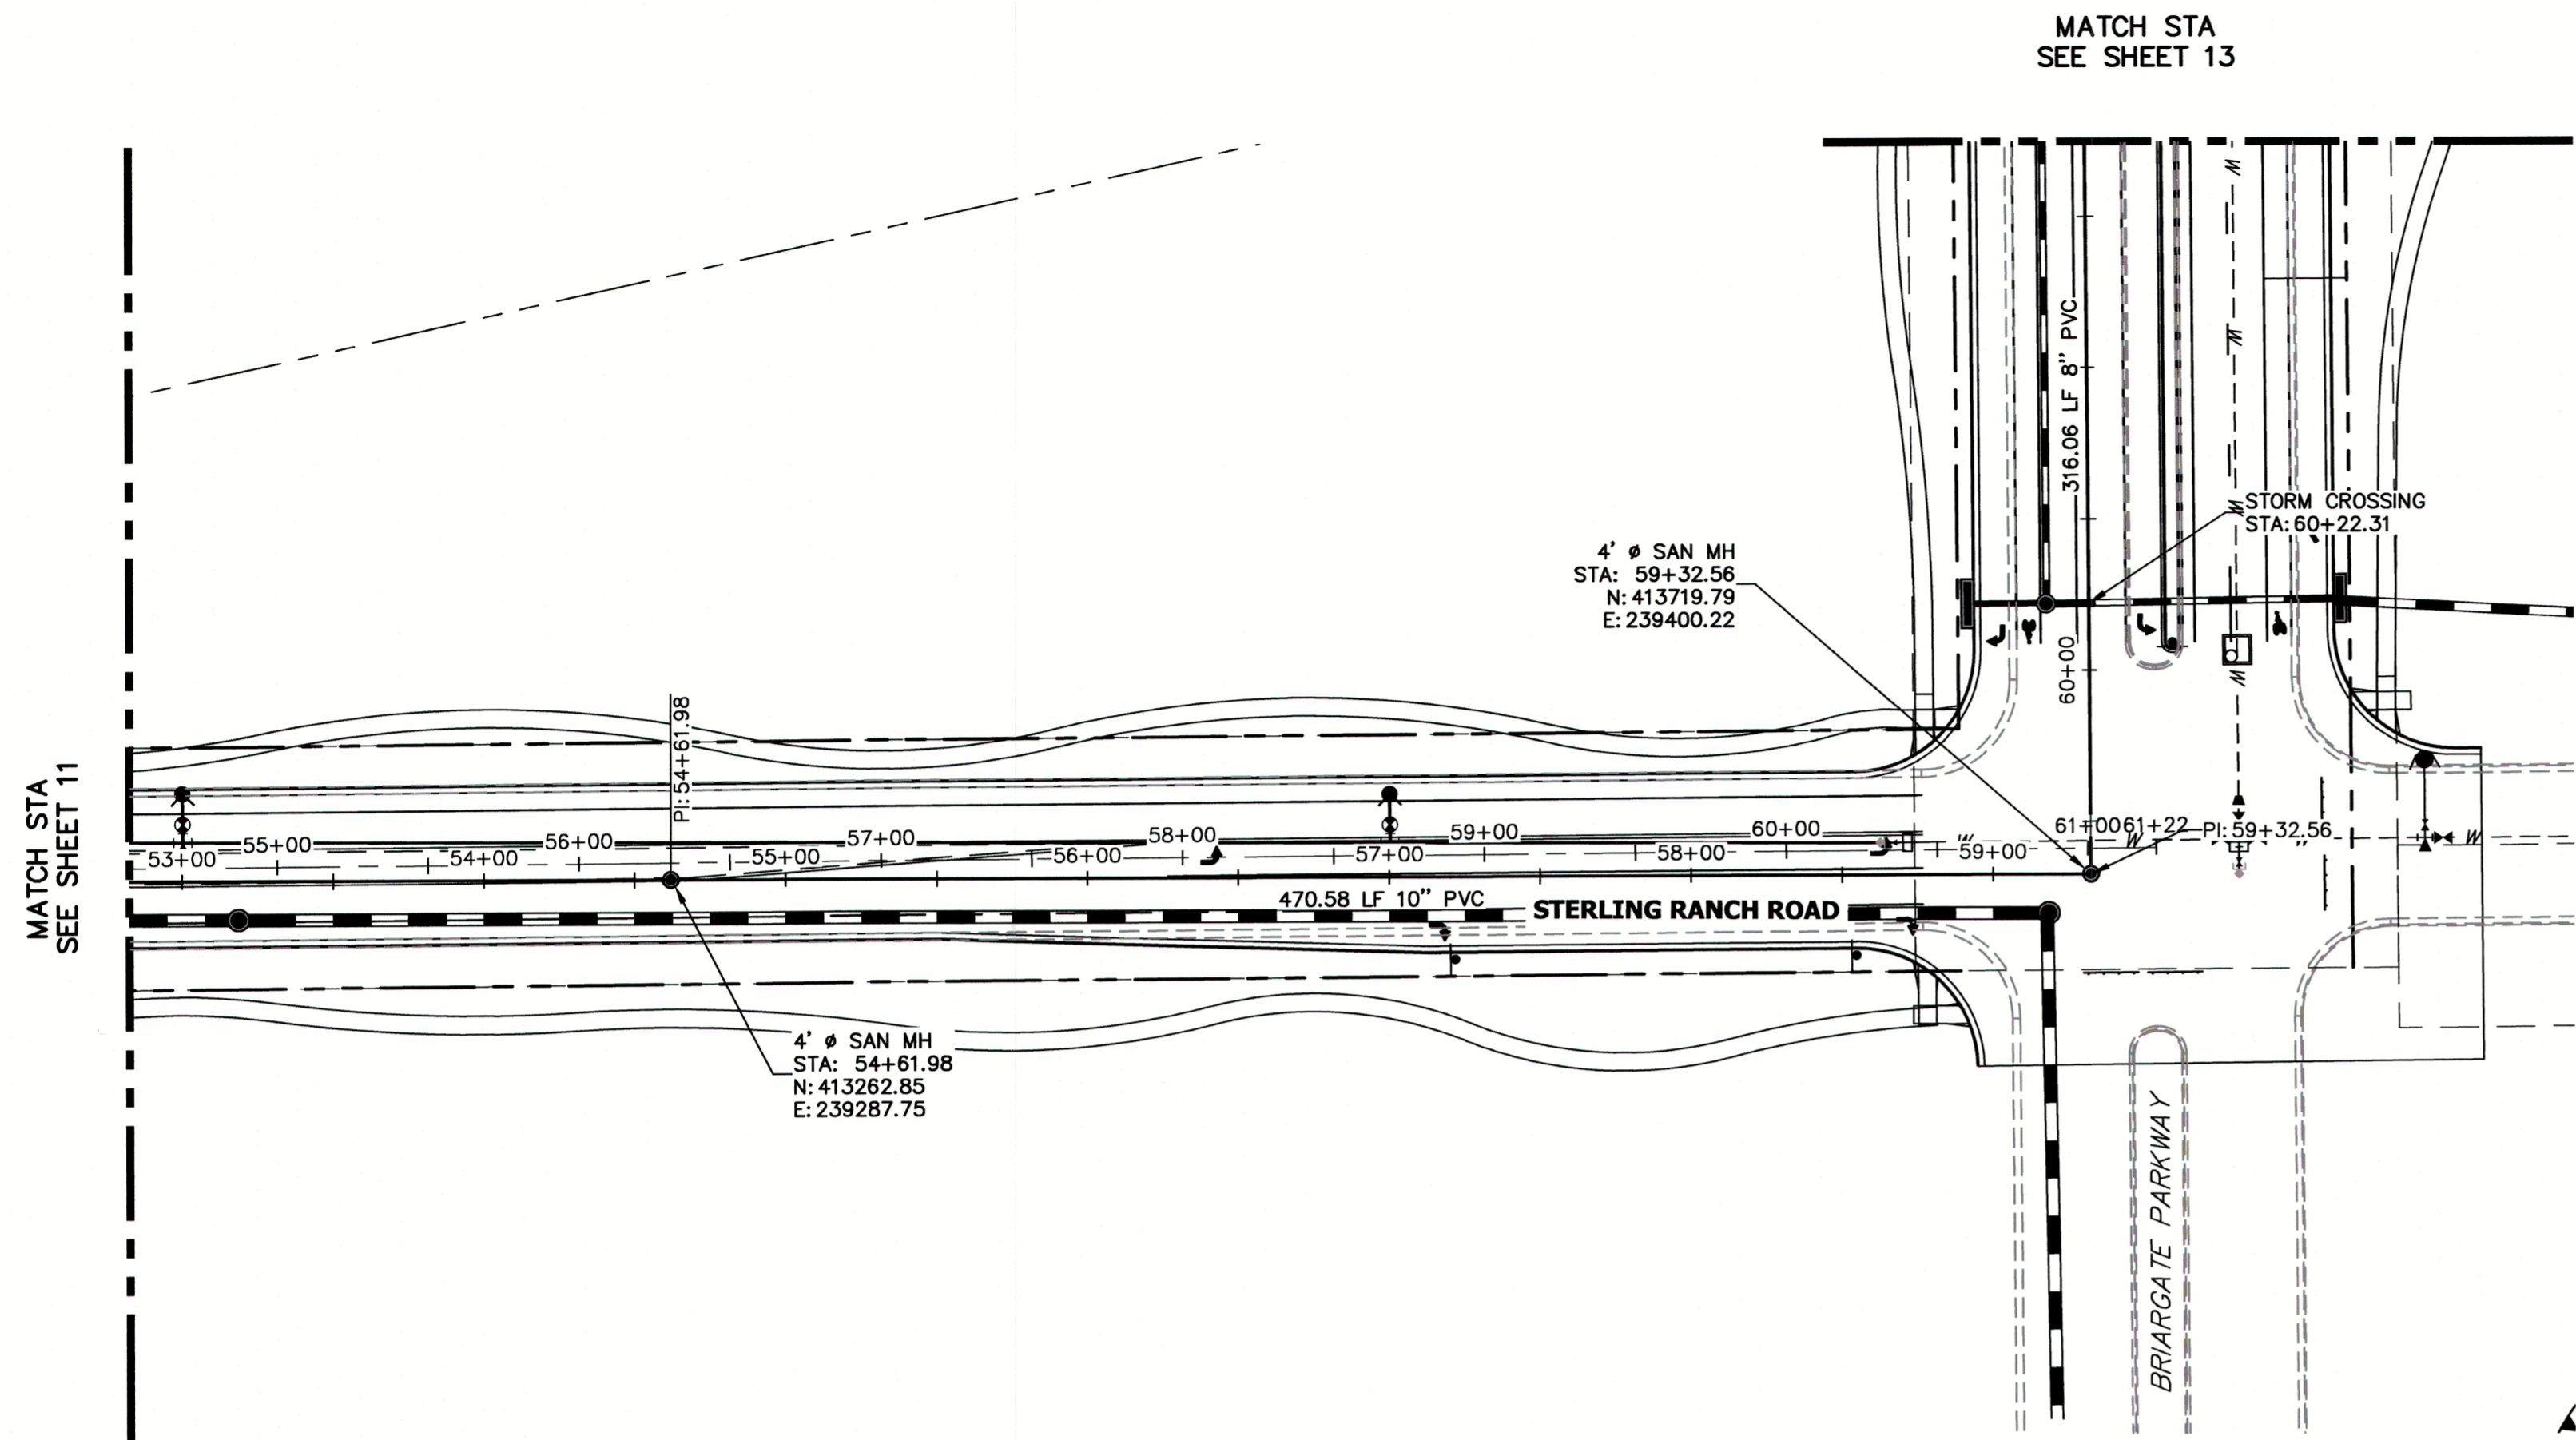 MATCH STA
SEE SHEET 13
MATCH STA
SEE SHEET 11
316.06 LF 8" PVC
STORM CROSSING
STA: 60+22.31
4' ø SAN MH
STA: 59+32.56
N: 413719.79
E: 239400.22
60+00
PI: 54+61.98
55+00 56+00 57+00 58+00 59+00 60+00 61+00 61+22 PI: 59+32.56
53+00 54+00 55+00 56+00 57+00 58+00 59+00
W
W
W
W
W
W
W
470.58 LF 10" PVC
STERLING RANCH ROAD
4' ø SAN MH
STA: 54+61.98
N: 413262.85
E: 239287.75
BRIARGATE PARKWAY